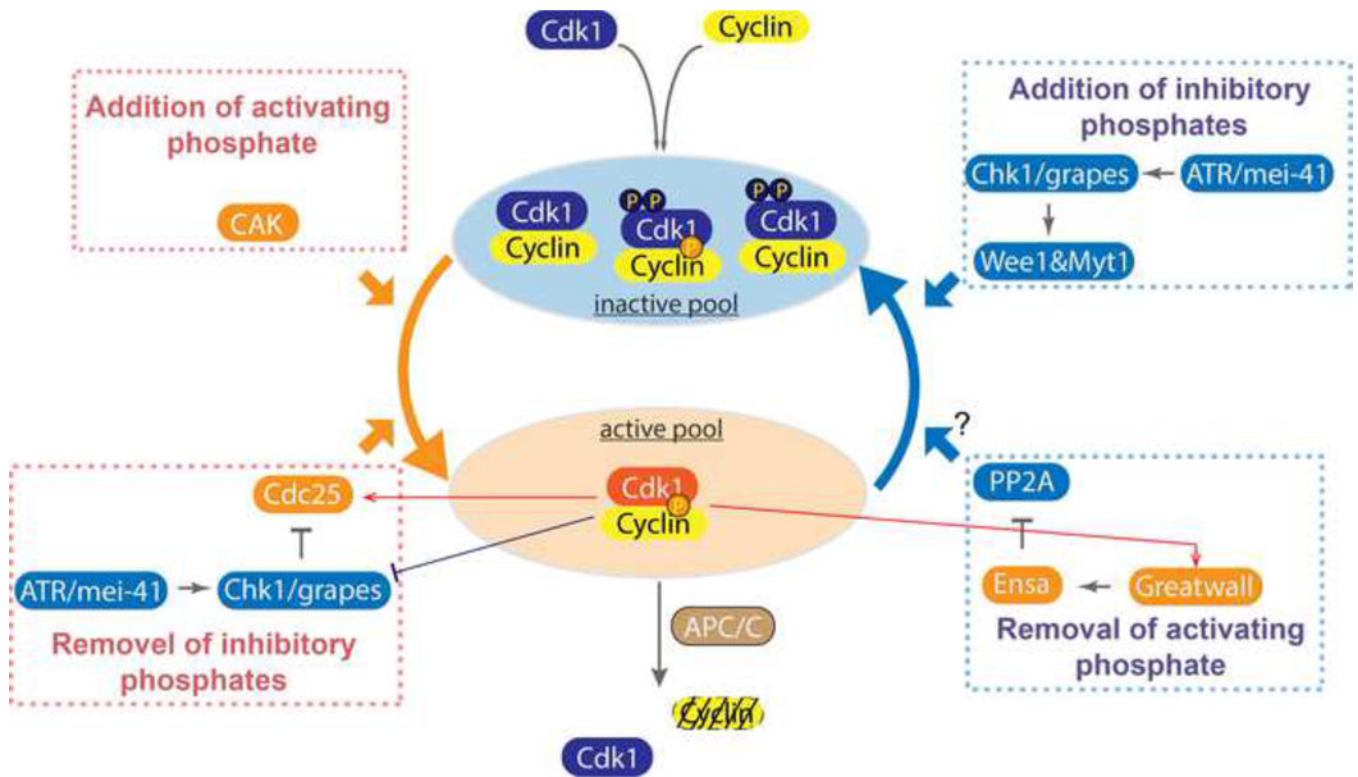 Cdk1
Cyclin
Addition of activating
phosphate
CAK
Addition of inhibitory
phosphates
Chk1/grapes
ATR/mei-41
Wee1&Myt1
Cdk1
Cyclin
P P
Cdk1
P
Cyclin
P P
Cdk1
Cyclin
inactive pool
active pool
Cdk1
P
Cyclin
Cdc25
ATR/mei-41
Chk1/grapes
Removel of inhibitory
phosphates
?
PP2A
Ensa
Greatwall
Removal of activating
phosphate
APC/C
Cyclin
Cdk1